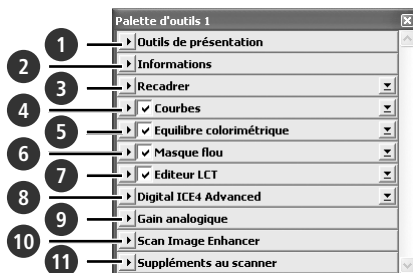 Palette d'outils 1
1 Outils de présentation
2 Informations
3 Recadrer
4 Courbes
5 Equilibre colorimétrique
6 Masque flou
7 Editeur LCT
8 Digital ICE4 Advanced
9 Gain analogique
10 Scan Image Enhancer
11 Suppléments au scanner